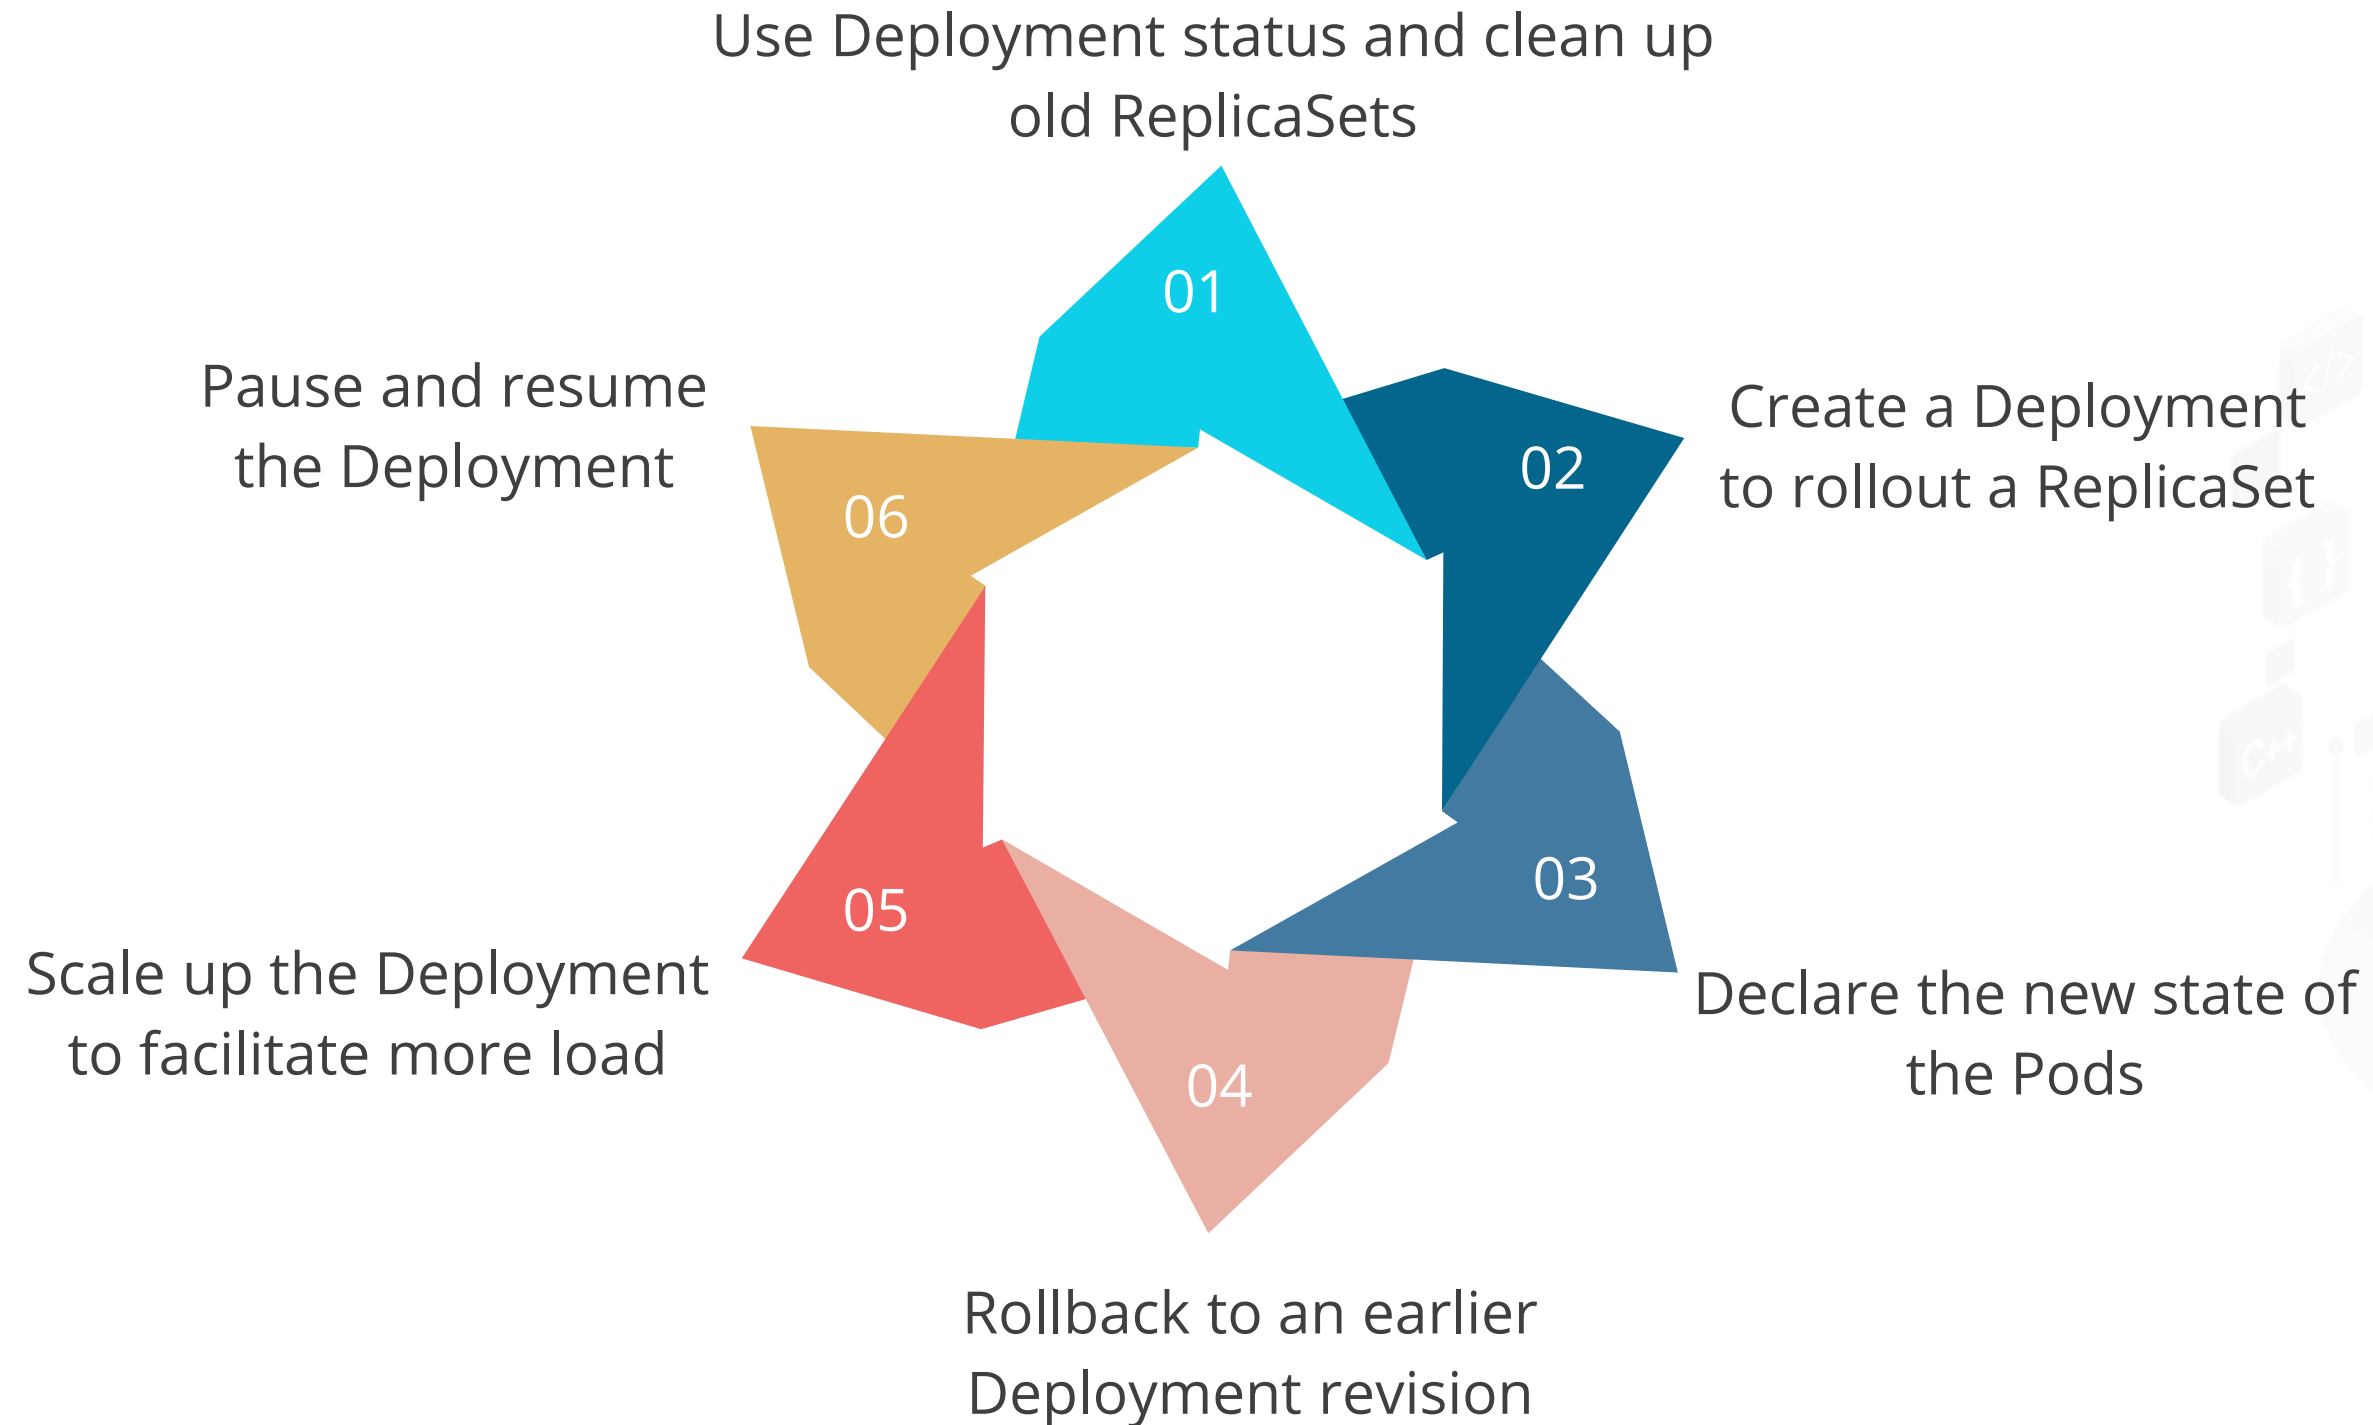 Use Deployment status and clean up
old ReplicaSets
01
02
Create a Deployment
to rollout a ReplicaSet
03
Declare the new state of
the Pods
04
Rollback to an earlier
Deployment revision
05
Scale up the Deployment
to facilitate more load
06
Pause and resume
the Deployment
</>
{ }
C++